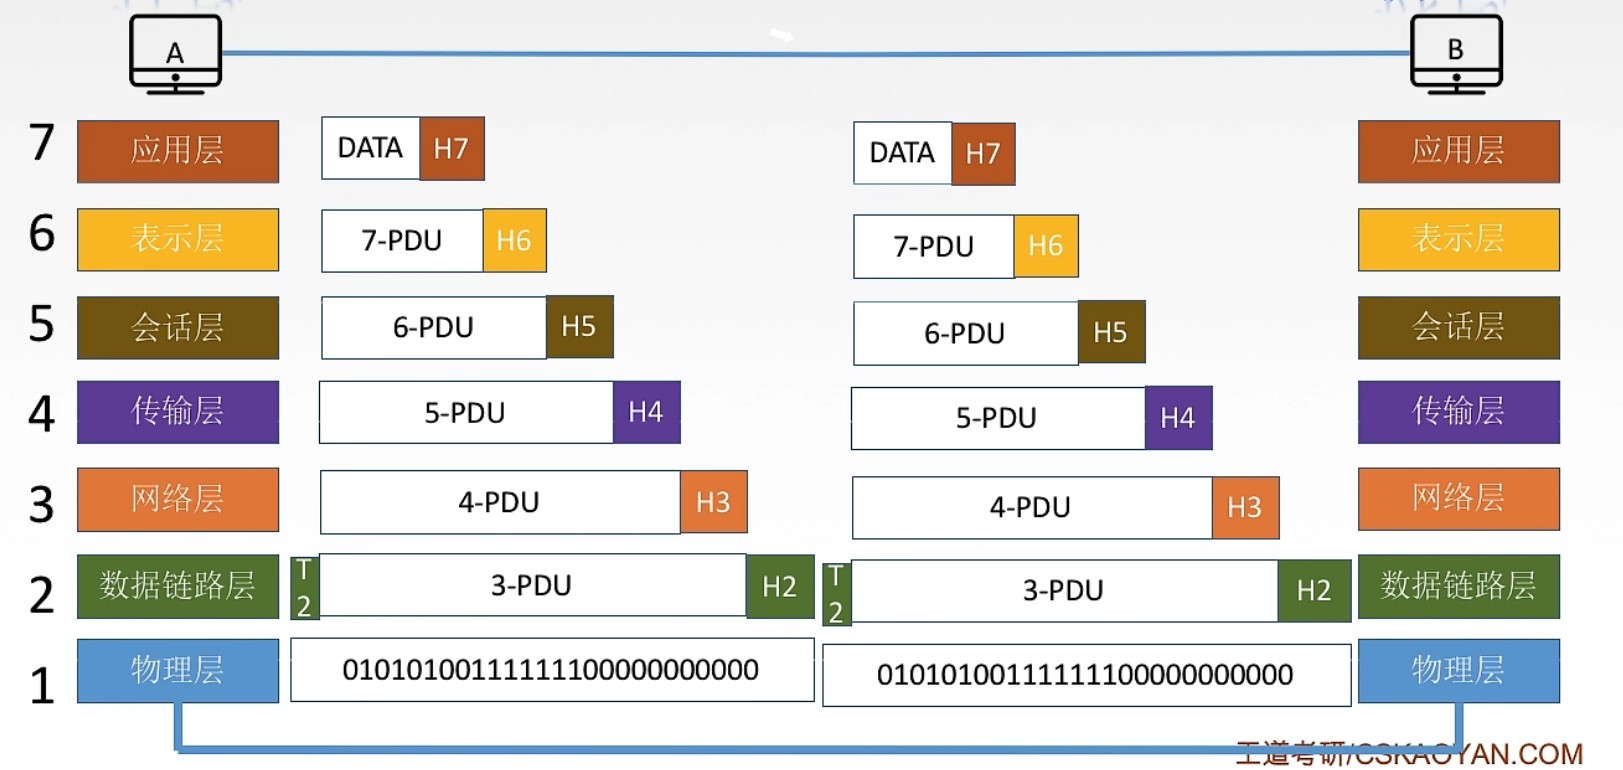 A B
7 应用层 DATA H7 DATA H7 应用层
6 表示层 7-PDU H6 7-PDU H6 表示层
5 会话层 6-PDU H5 6-PDU H5 会话层
4 传输层 5-PDU H4 5-PDU H4 传输层
3 网络层 4-PDU H3 4-PDU H3 网络层
2 数据链路层 T2 3-PDU H2 T2 3-PDU H2 数据链路层
1 物理层 0101010011111110000000000 0101010011111110000000000 物理层
王道考研/CSKAOYAN.COM